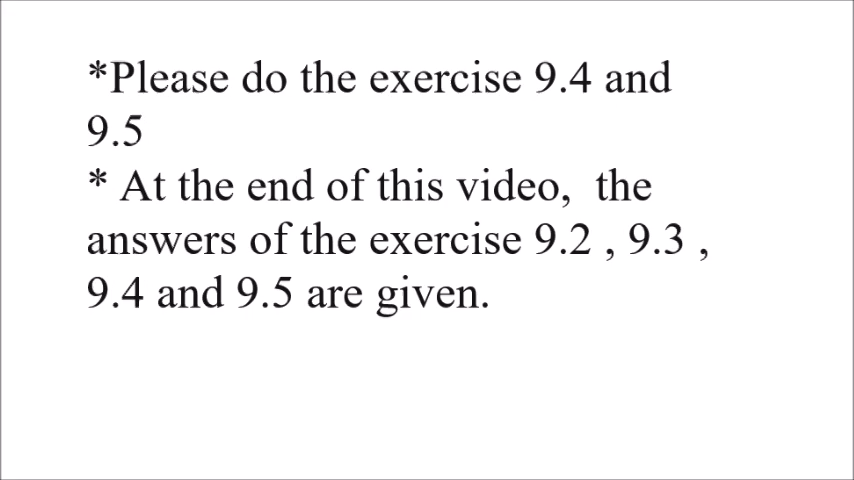 *Please do the exercise 9.4 and
9.5
* At the end of this video,  the
answers of the exercise 9.2 , 9.3 ,
9.4 and 9.5 are given.